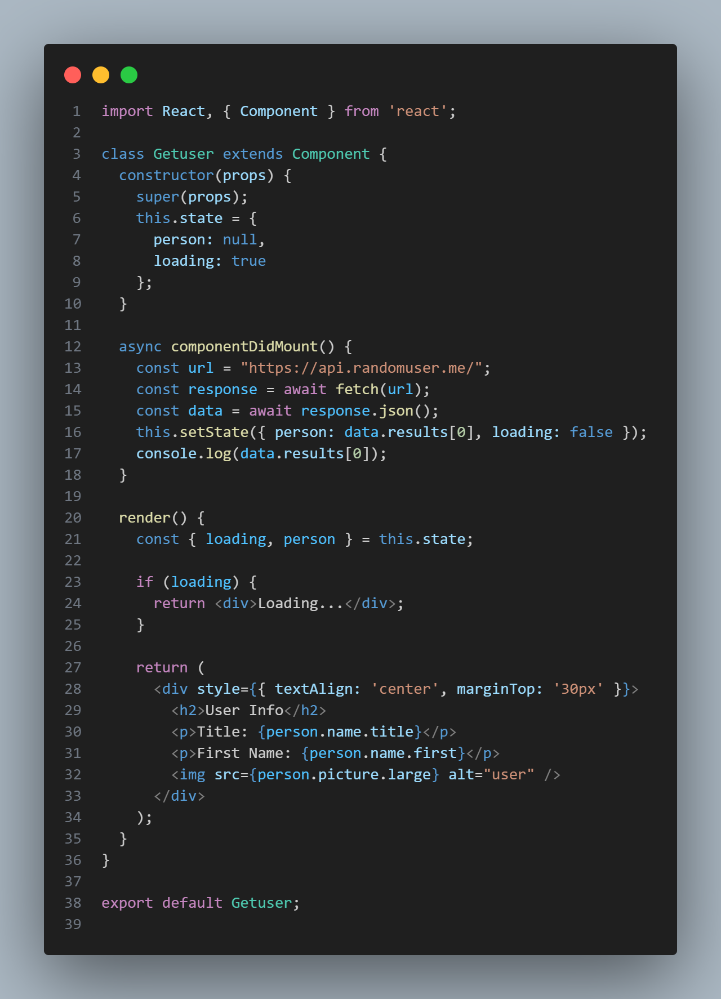 1 import React, { Component } from 'react';
2
3 class Getuser extends Component {
4   constructor(props) {
5     super(props);
6     this.state = {
7       person: null,
8       loading: true
9     };
10   }
11
12   async componentDidMount() {
13     const url = "https://api.randomuser.me/";
14     const response = await fetch(url);
15     const data = await response.json();
16     this.setState({ person: data.results[0], loading: false });
17     console.log(data.results[0]);
18   }
19
20   render() {
21     const { loading, person } = this.state;
22
23     if (loading) {
24       return <div>Loading...</div>;
25     }
26
27     return (
28       <div style={{ textAlign: 'center', marginTop: '30px' }}>
29         <h2>User Info</h2>
30         <p>Title: {person.name.title}</p>
31         <p>First Name: {person.name.first}</p>
32         <img src={person.picture.large} alt="user" />
33       </div>
34     );
35   }
36 }
37
38 export default Getuser;
39